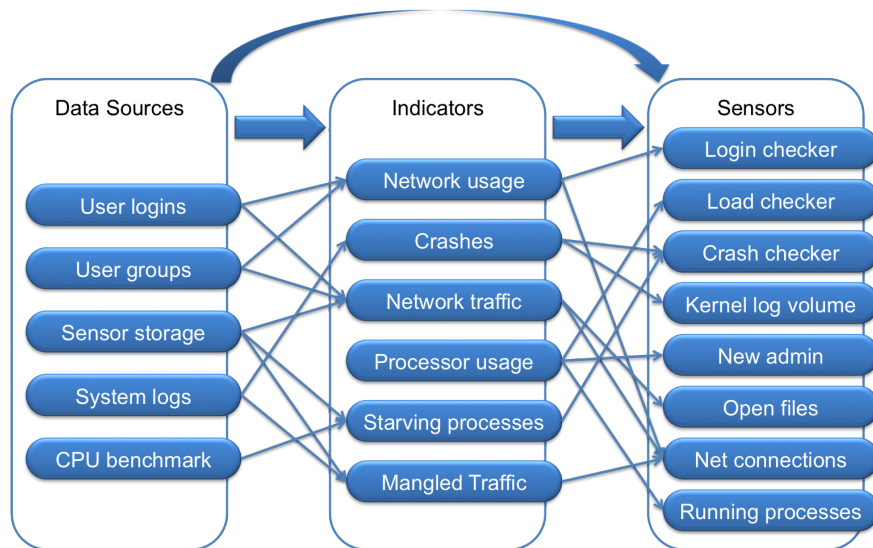 Data Sources
User logins
User groups
Sensor storage
System logs
CPU benchmark
Indicators
Network usage
Crashes
Network traffic
Processor usage
Starving processes
Mangled Traffic
Sensors
Login checker
Load checker
Crash checker
Kernel log volume
New admin
Open files
Net connections
Running processes